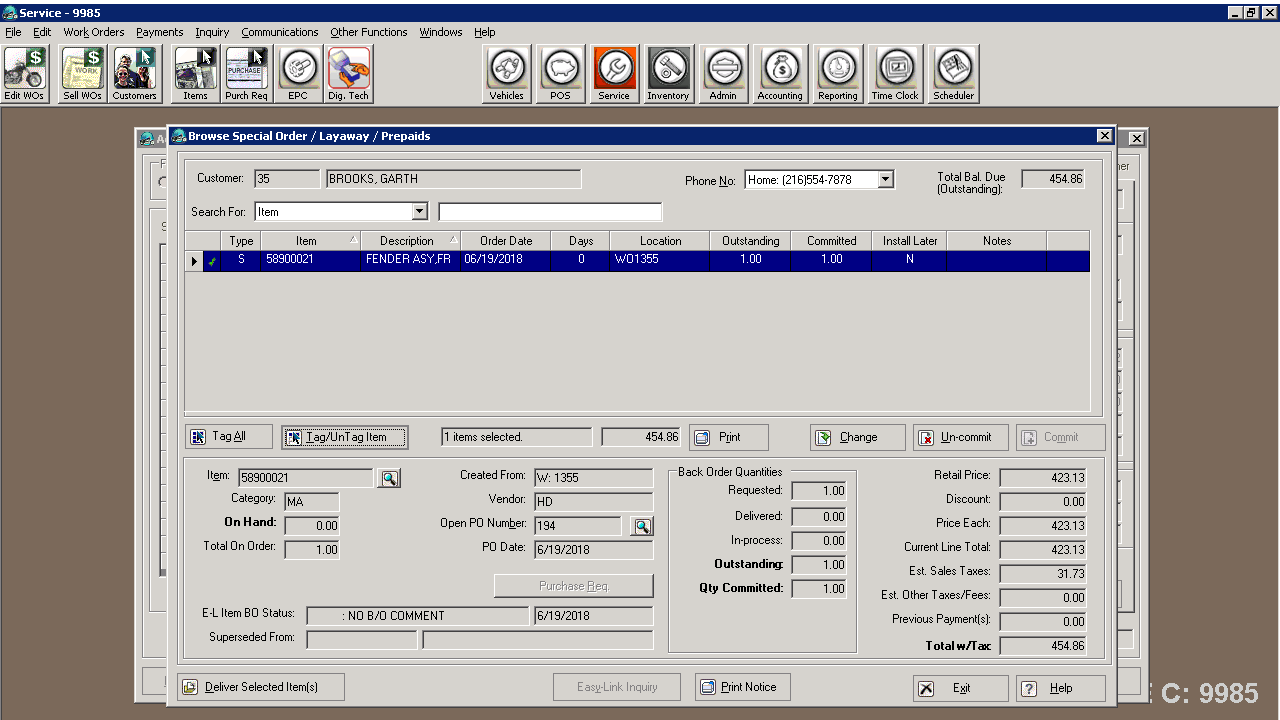 Service - 9985
File Edit Work Orders Payments Inquiry Communications Other Functions Windows Help
Edit WOs Sell WOs Customers Items Purch Req EPC Dig. Tech Vehicles POS Service Inventory Admin Accounting Reporting Time Clock Scheduler
Browse Special Order / Layaway / Prepaids
Customer: 35 BROOKS, GARTH Phone No: Home: (216)554-7878 Total Bal. Due (Outstanding): 454.86
Search For: Item
Type Item Description Order Date Days Location Outstanding Committed Install Later Notes
S 58900021 FENDER ASY,FR 06/19/2018 0 WO1355 1.00 1.00 N
Tag All Tag/UnTag Item 1 items selected. 454.86 Print Change Un-commit Commit
Item: 58900021 Created From: W: 1355 Back Order Quantities Retail Price: 423.13
Category: MA Vendor: HD Requested: 1.00 Discount: 0.00
On Hand: 0.00 Open PO Number: 194 Delivered: 0.00 Price Each: 423.13
Total On Order: 1.00 PO Date: 6/19/2018 In-process: 0.00 Current Line Total: 423.13
Outstanding: 1.00 Est. Sales Taxes: 31.73
Purchase Req. Qty Committed: 1.00 Est. Other Taxes/Fees: 0.00
E-L Item BO Status: : NO B/O COMMENT 6/19/2018 Previous Payment(s): 0.00
Superseded From: Total w/Tax: 454.86
Deliver Selected Item(s) Easy-Link Inquiry Print Notice Exit Help
C: 9985